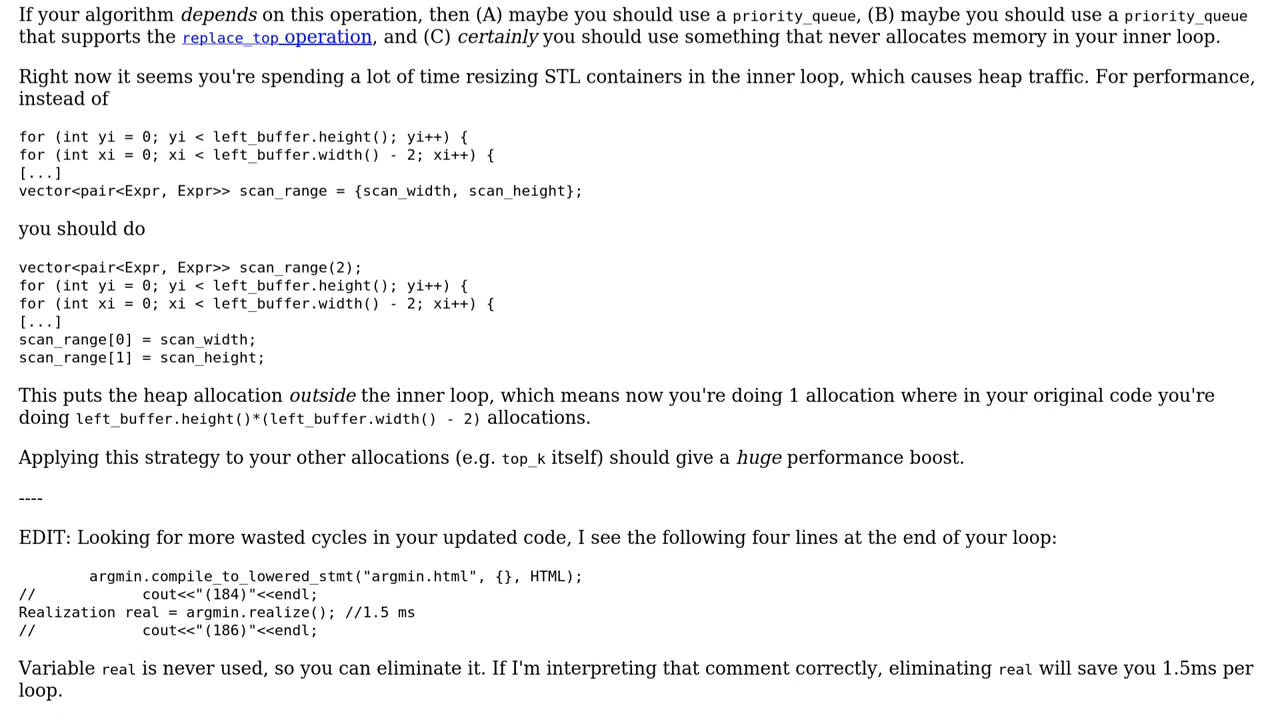 If your algorithm depends on this operation, then (A) maybe you should use a priority_queue, (B) maybe you should use a priority_queue
that supports the replace_top operation, and (C) certainly you should use something that never allocates memory in your inner loop.
Right now it seems you're spending a lot of time resizing STL containers in the inner loop, which causes heap traffic. For performance,
instead of
for (int yi = 0; yi < left_buffer.height(); yi++) {
for (int xi = 0; xi < left_buffer.width() - 2; xi++) {
[...]
vector<pair<Expr, Expr>> scan_range = {scan_width, scan_height};
you should do
vector<pair<Expr, Expr>> scan_range(2);
for (int yi = 0; yi < left_buffer.height(); yi++) {
for (int xi = 0; xi < left_buffer.width() - 2; xi++) {
[...]
scan_range[0] = scan_width;
scan_range[1] = scan_height;
This puts the heap allocation outside the inner loop, which means now you're doing 1 allocation where in your original code you're
doing left_buffer.height()*(left_buffer.width() - 2) allocations.
Applying this strategy to your other allocations (e.g. top_k itself) should give a huge performance boost.
----
EDIT: Looking for more wasted cycles in your updated code, I see the following four lines at the end of your loop:
        argmin.compile_to_lowered_stmt("argmin.html", {}, HTML);
//            cout<<"(184)"<<endl;
Realization real = argmin.realize(); //1.5 ms
//            cout<<"(186)"<<endl;
Variable real is never used, so you can eliminate it. If I'm interpreting that comment correctly, eliminating real will save you 1.5ms per
loop.